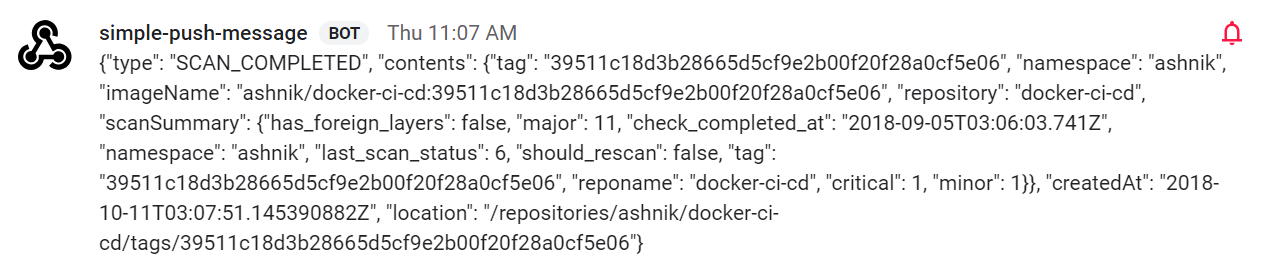 simple-push-message BOT Thu 11:07 AM
{"type": "SCAN_COMPLETED", "contents": {"tag": "39511c18d3b28665d5cf9e2b00f20f28a0cf5e06", "namespace": "ashnik",
"imageName": "ashnik/docker-ci-cd:39511c18d3b28665d5cf9e2b00f20f28a0cf5e06", "repository": "docker-ci-cd",
"scanSummary": {"has_foreign_layers": false, "major": 11, "check_completed_at": "2018-09-05T03:06:03.741Z",
"namespace": "ashnik", "last_scan_status": 6, "should_rescan": false, "tag":
"39511c18d3b28665d5cf9e2b00f20f28a0cf5e06", "reponame": "docker-ci-cd", "critical": 1, "minor": 1}}, "createdAt": "2018-
10-11T03:07:51.145390882Z", "location": "/repositories/ashnik/docker-ci-
cd/tags/39511c18d3b28665d5cf9e2b00f20f28a0cf5e06"}